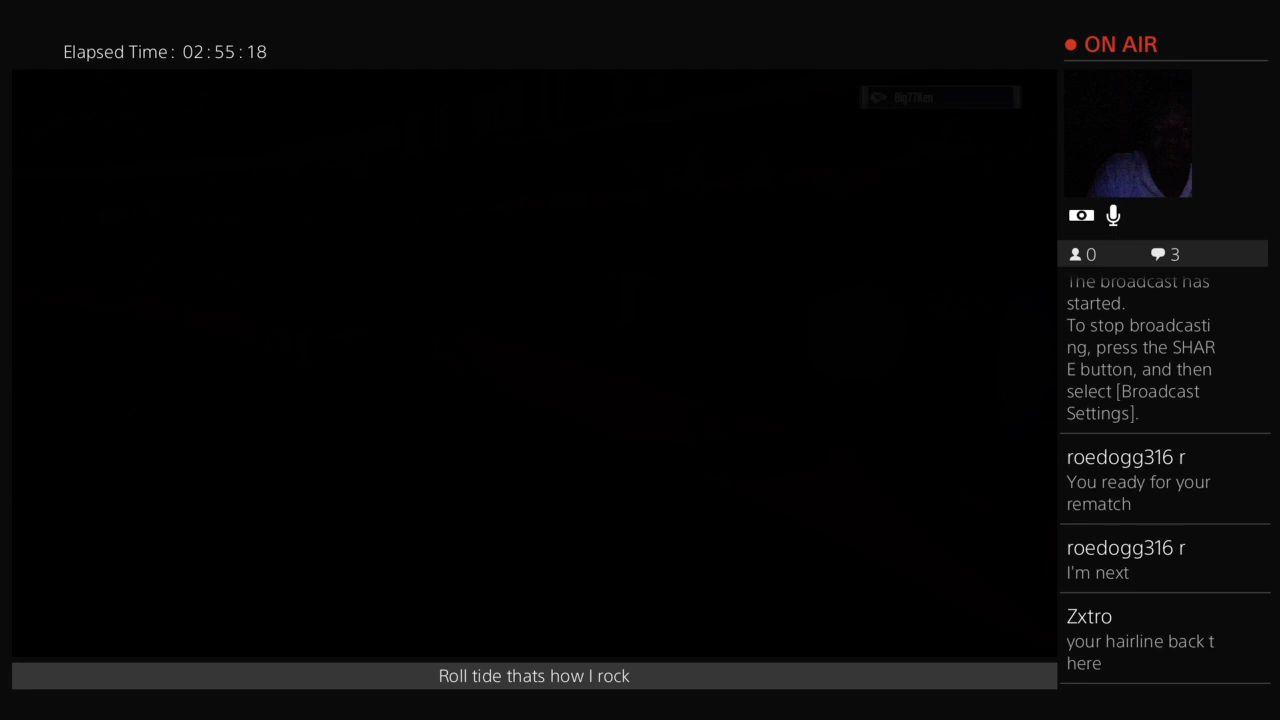 Elapsed Time: 02:55:18
ON AIR
Big77Ken
0 3
The broadcast has
started.
To stop broadcasti
ng, press the SHAR
E button, and then
select [Broadcast
Settings].
roedogg316 r
You ready for your
rematch
roedogg316 r
I'm next
Zxtro
your hairline back t
here
Roll tide thats how I rock